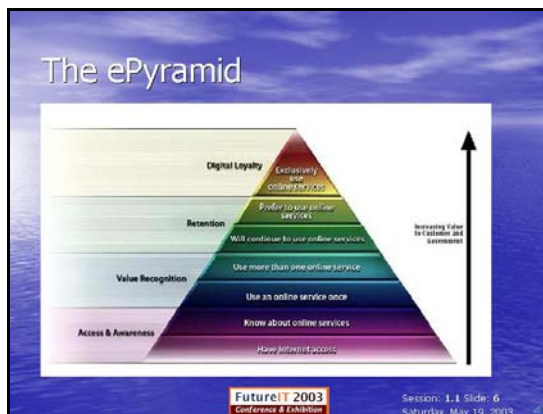 The ePyramid
Digital Loyalty
Exclusively
use
online services
Retention
Prefer to use online
services
Will continue to use online services
Value Recognition
Use more than one online service
Use an online service once
Access & Awareness
Know about online services
Have Internet access
Increasing Value
to Customer and
Government
FutureIT 2003
Conference & Exhibition
Session: 1.1 Slide: 6
Saturday, May 19, 2003